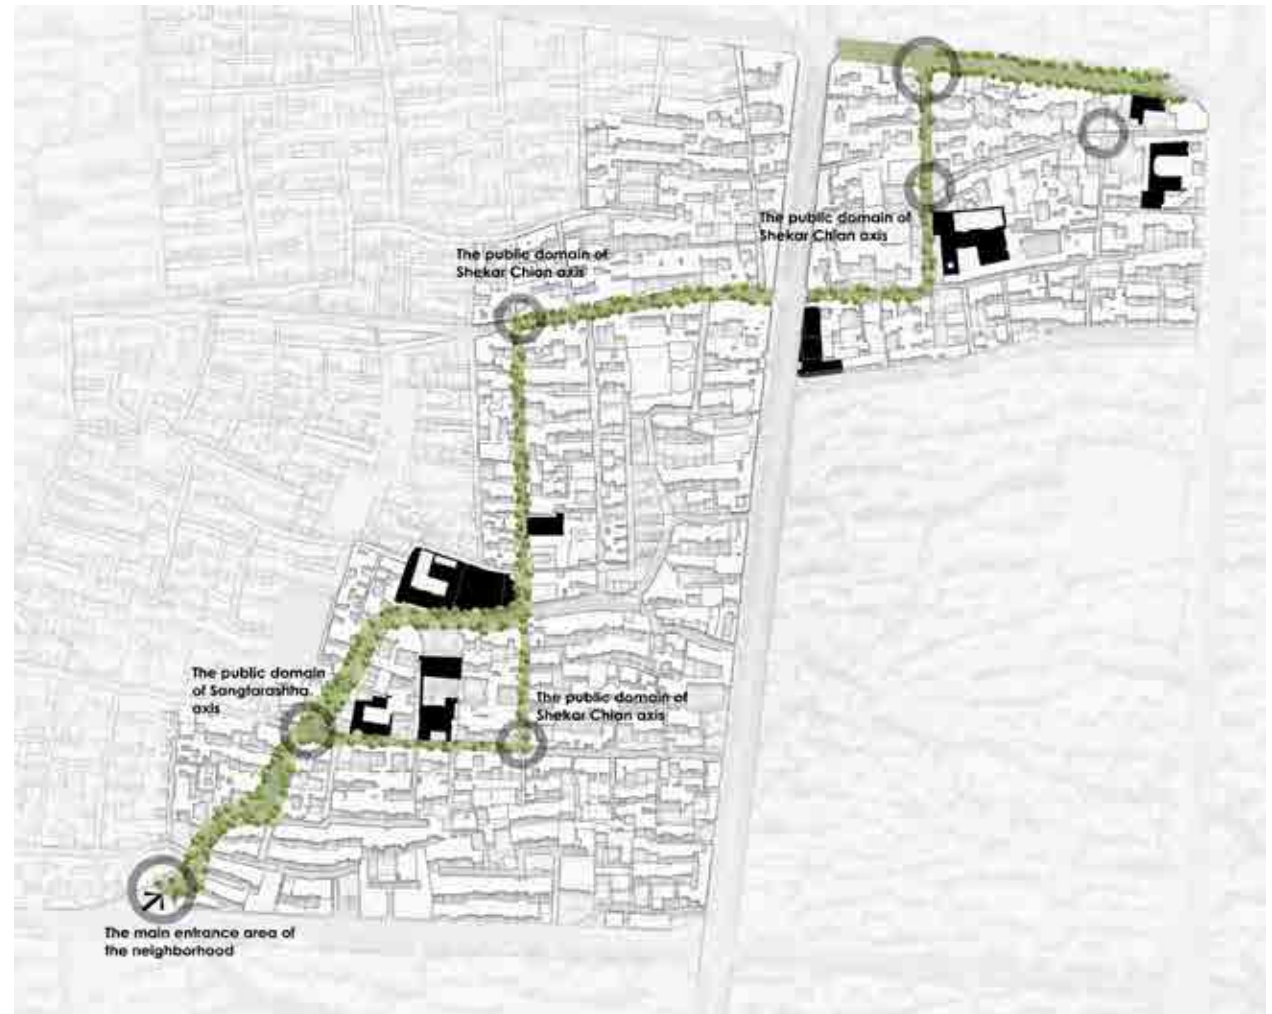 The public domain of
Shekar Chian axis
The public domain of
Shekar Chian axis
The public domain
of Sangtarashha
axis
The public domain of
Shekar Chian axis
The main entrance area of
the neighborhood